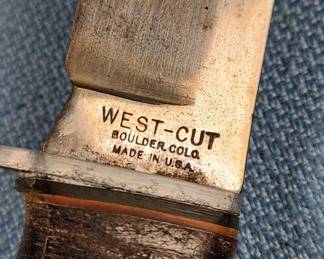 WEST-CUT
BOULDER, COLO.
MADE IN U.S.A.